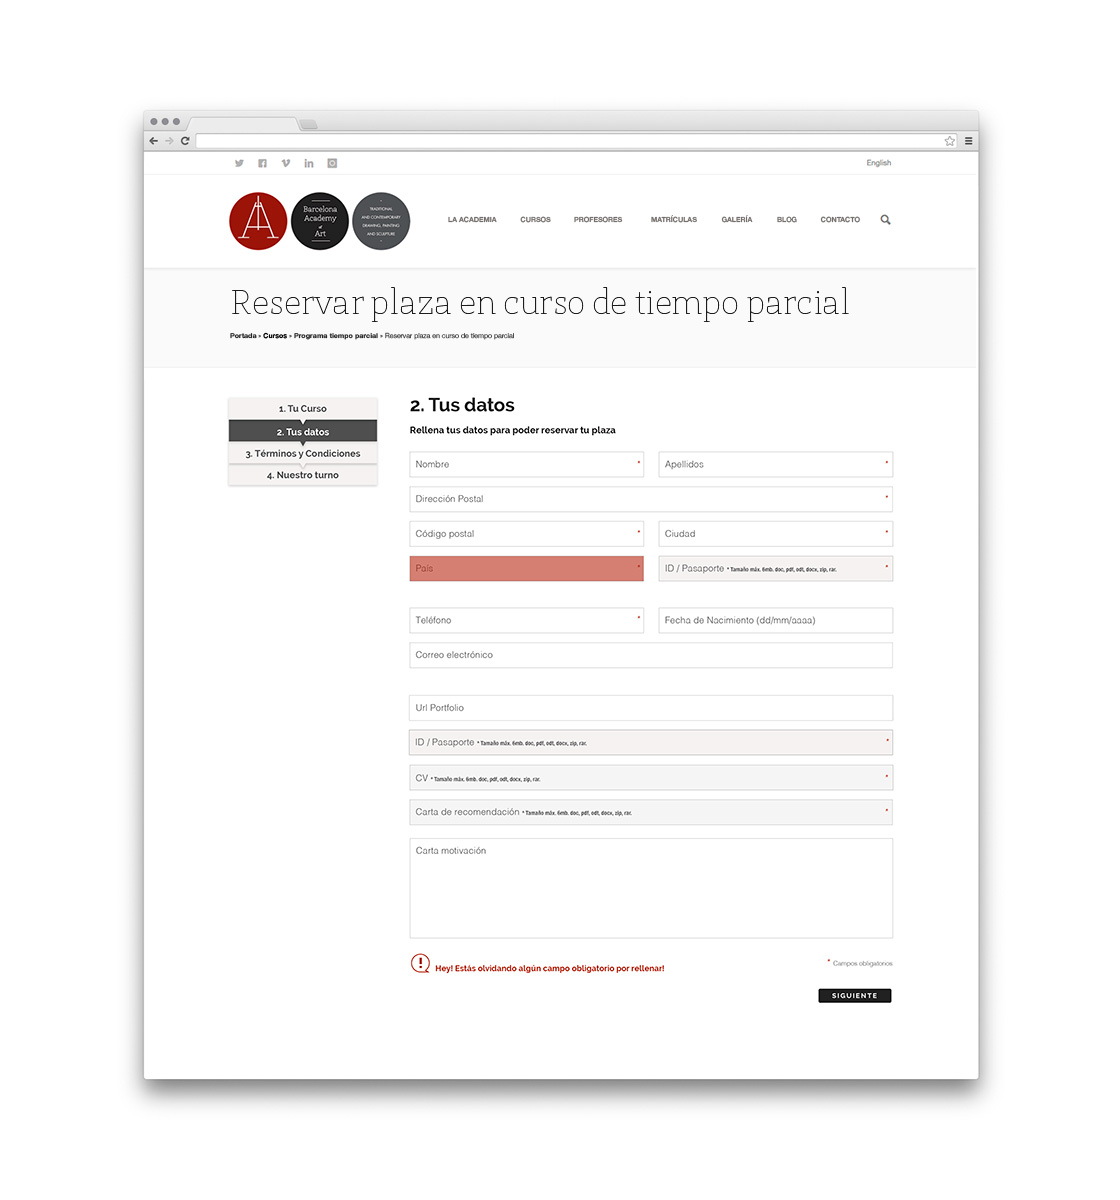 English
Barcelona
Academy
of
Art
TRADITIONAL
AND CONTEMPORARY
DRAWING, PAINTING
AND SCULPTURE
LA ACADEMIA CURSOS PROFESORES MATRÍCULAS GALERÍA BLOG CONTACTO
Reservar plaza en curso de tiempo parcial
Portada » Cursos » Programa tiempo parcial » Reservar plaza en curso de tiempo parcial
1. Tu Curso
2. Tus datos
3. Términos y Condiciones
4. Nuestro turno
2. Tus datos
Rellena tus datos para poder reservar tu plaza
Nombre * Apellidos *
Dirección Postal *
Código postal * Ciudad *
País * ID / Pasaporte * Tamaño máx. 6mb. doc, pdf, odt, docx, zip, rar. *
Teléfono * Fecha de Nacimiento (dd/mm/aaaa)
Correo electrónico
Url Portfolio
ID / Pasaporte * Tamaño máx. 6mb. doc, pdf, odt, docx, zip, rar. *
CV * Tamaño máx. 6mb. doc, pdf, odt, docx, zip, rar. *
Carta de recomendación * Tamaño máx. 6mb. doc, pdf, odt, docx, zip, rar. *
Carta motivación
Hey! Estás olvidando algún campo obligatorio por rellenar! * Campos obligatorios
SIGUIENTE